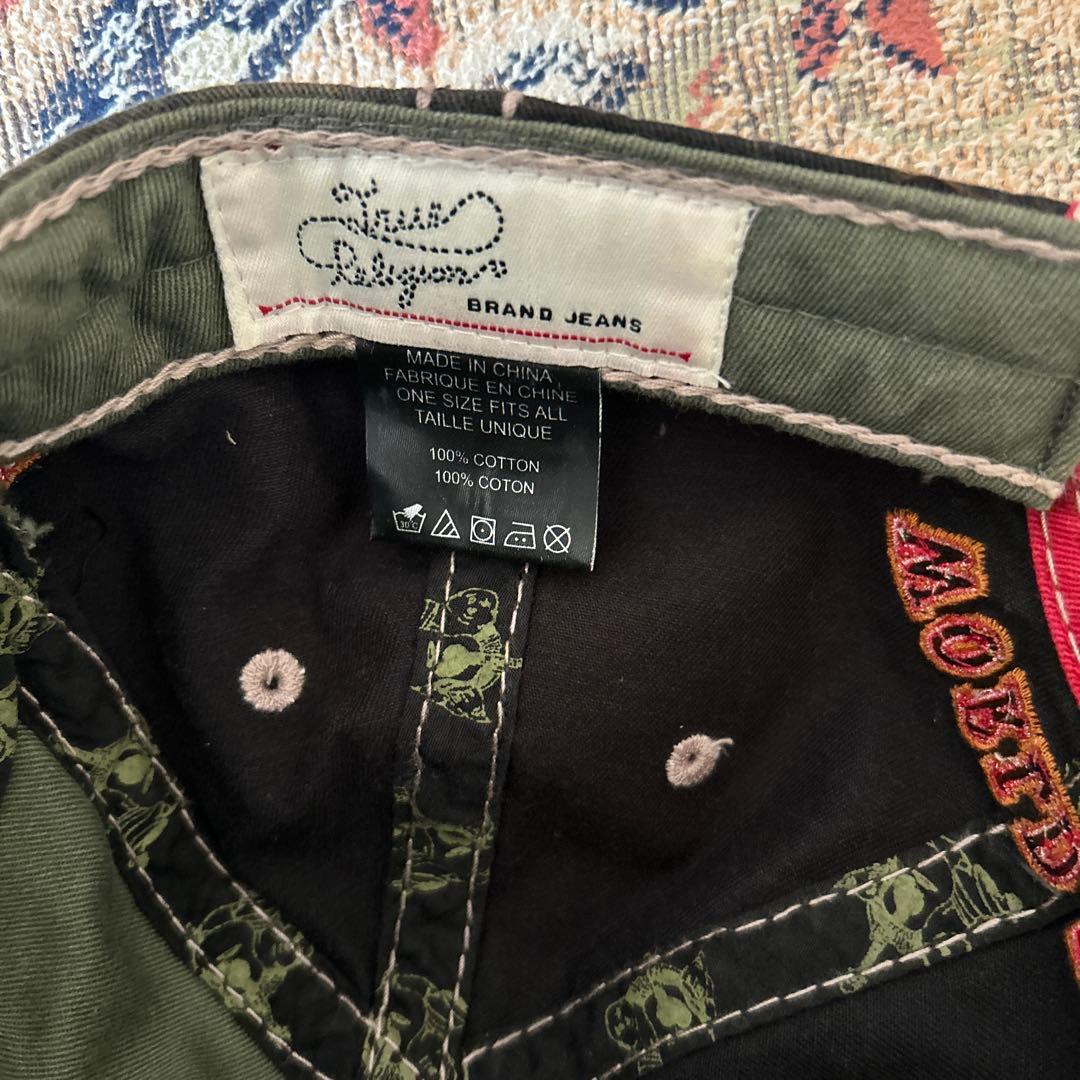 True
Religion
BRAND JEANS
MADE IN CHINA
FABRIQUE EN CHINE
ONE SIZE FITS ALL
TAILLE UNIQUE
100% COTTON
100% COTON
30°C